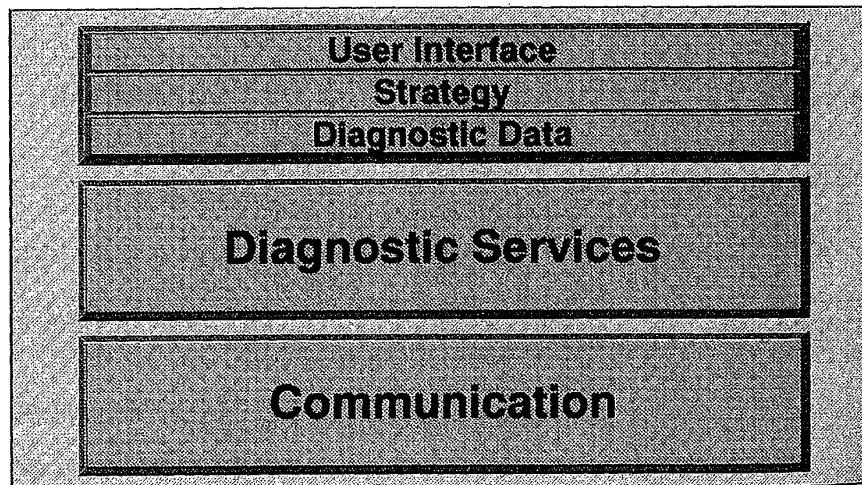 User Interface
Strategy
Diagnostic Data
Diagnostic Services
Communication